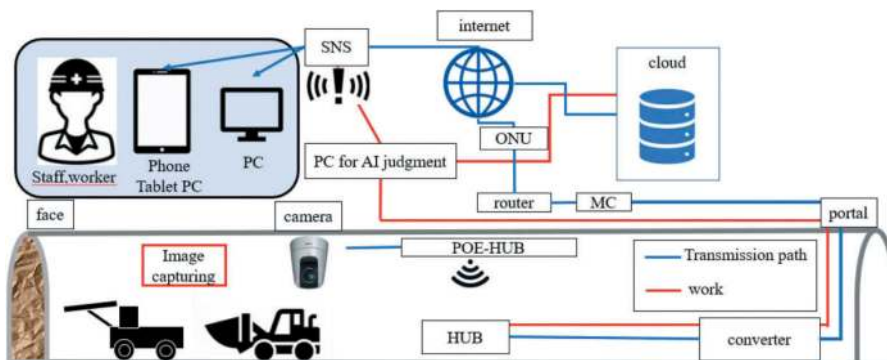 internet
SNS
cloud
ONU
PC for AI judgment
Staff,worker
Phone
Tablet PC
PC
router
MC
portal
face
camera
POE-HUB
Image
capturing
Transmission path
work
HUB
converter